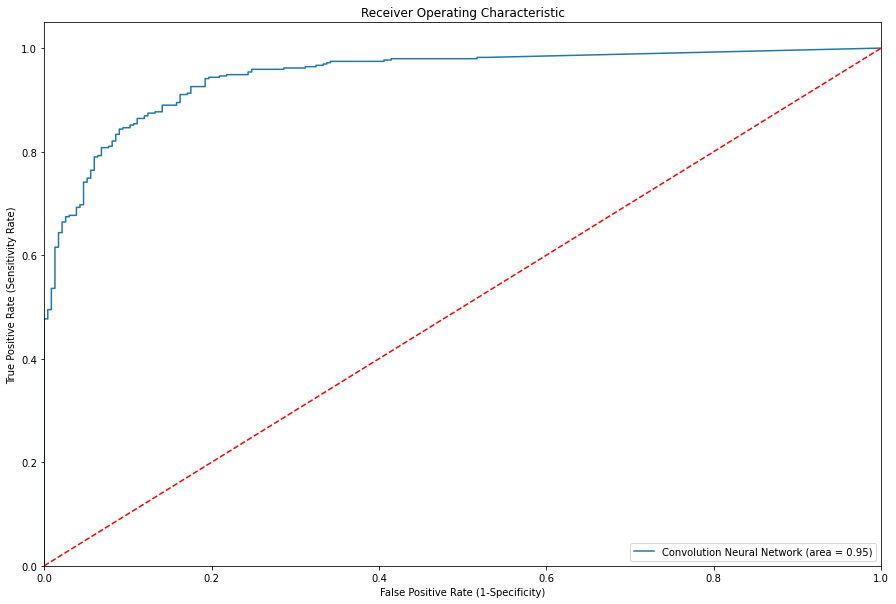 Receiver Operating Characteristic
1.0
0.8
0.6
0.4
0.2
0.0
True Positive Rate (Sensitivity Rate)
Convolution Neural Network (area = 0.95)
0.0 0.2 0.4 0.6 0.8 1.0
False Positive Rate (1-Specificity)